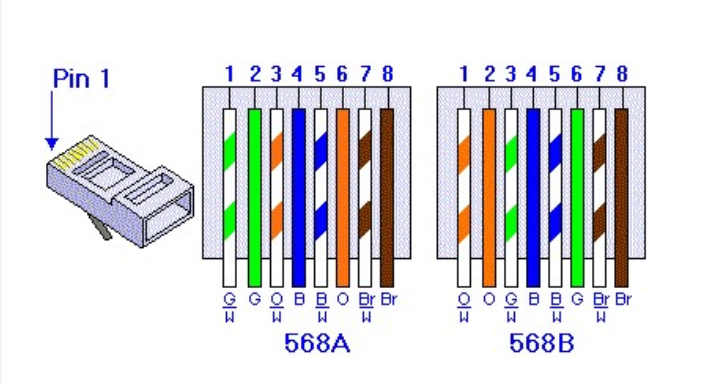 Pin 1
1 2 3 4 5 6 7 8
G/W G O/W B B/W O Br/W Br
568A
1 2 3 4 5 6 7 8
O/W O G/W B B/W G Br/W Br
568B